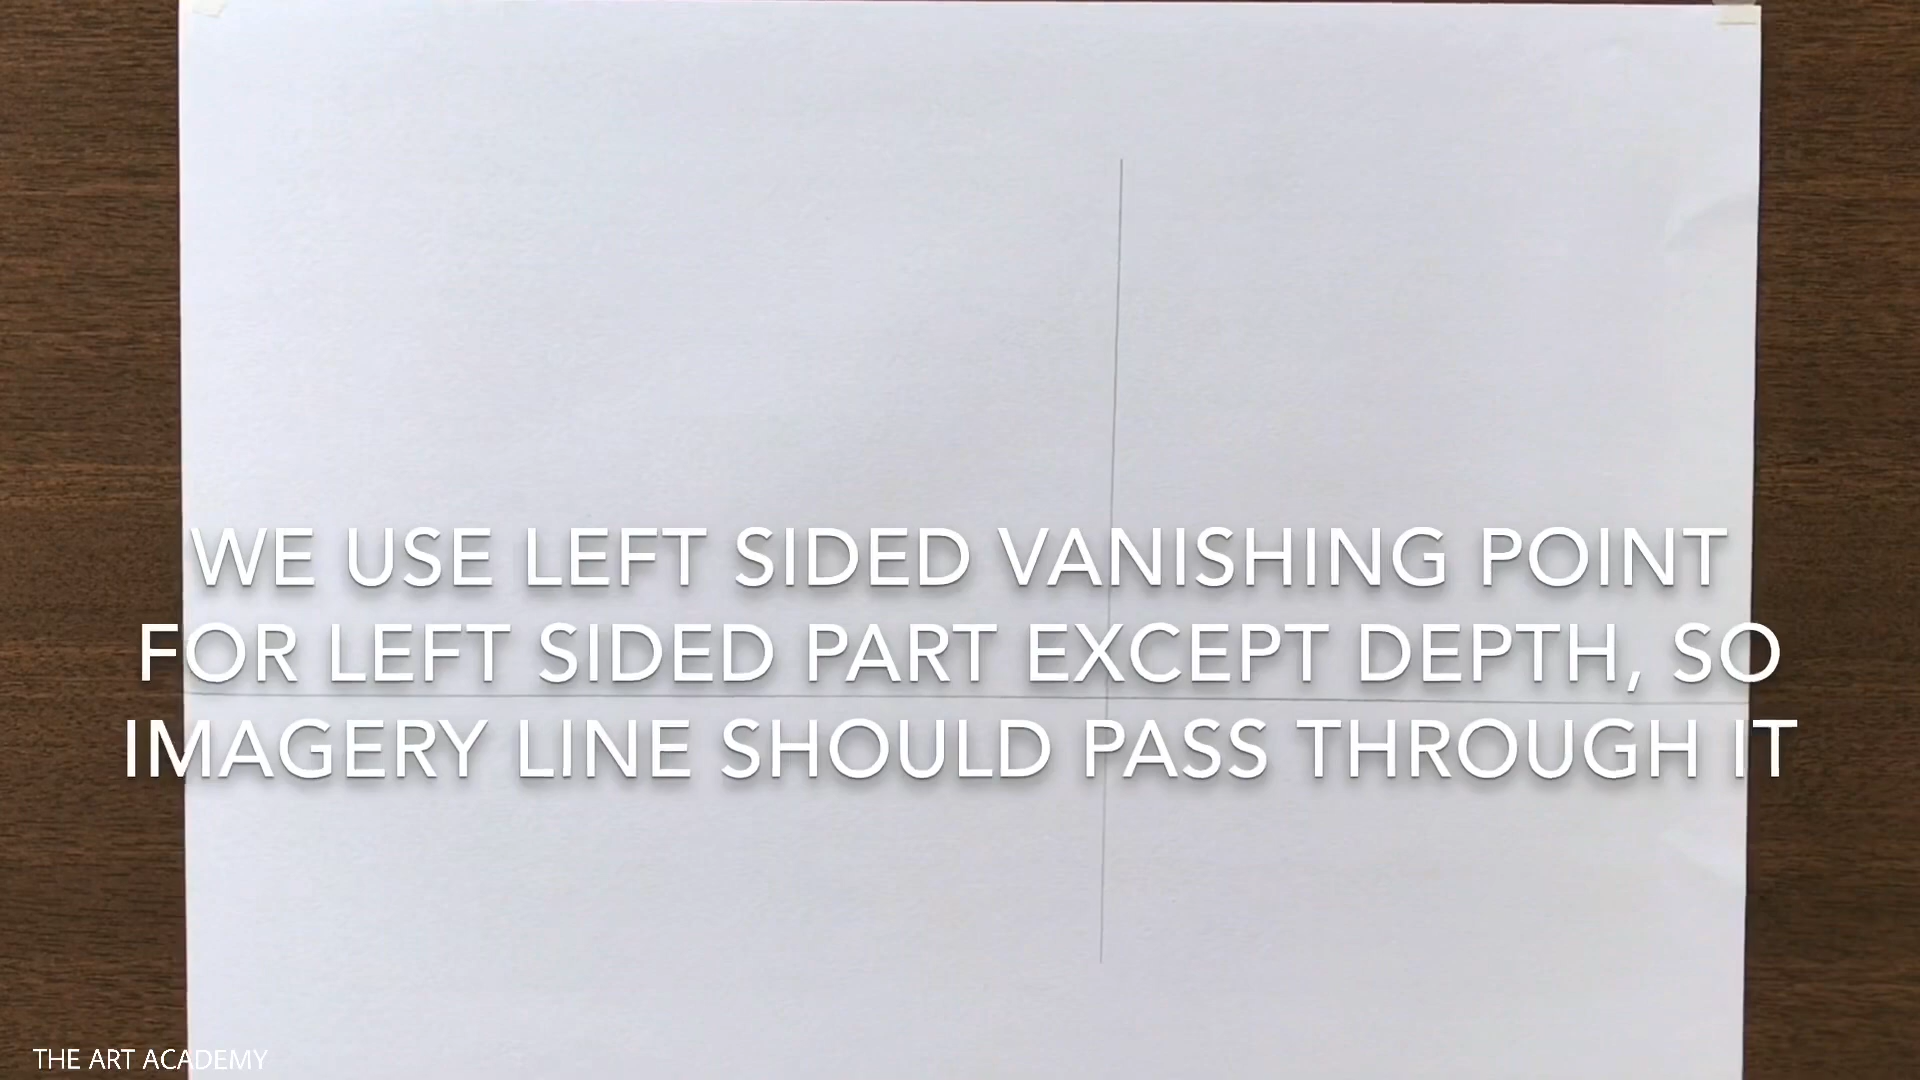 WE USE LEFT SIDED VANISHING POINT
FOR LEFT SIDED PART EXCEPT DEPTH, SO
IMAGERY LINE SHOULD PASS THROUGH IT
THE ART ACADEMY